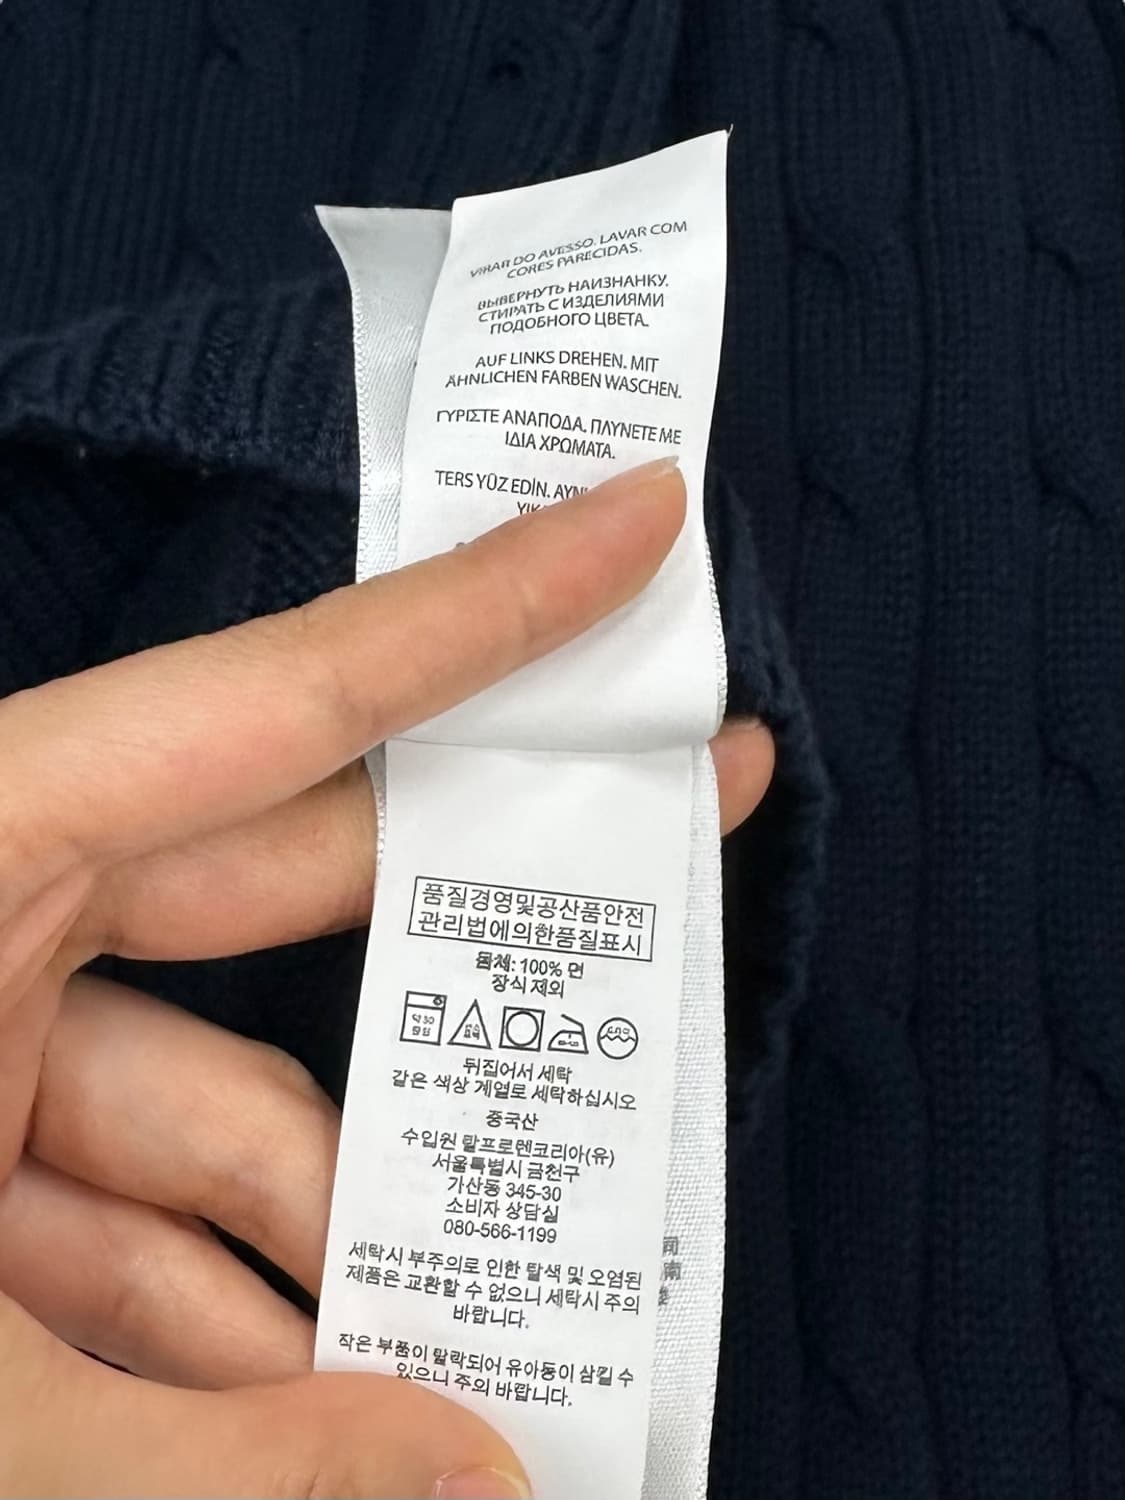 VIRAR DO AVESSO. LAVAR COM
CORES PARECIDAS.
ВЫВЕРНУТЬ НАИЗНАНКУ.
СТИРАТЬ С ИЗДЕЛИЯМИ
ПОДОБНОГО ЦВЕТА.
AUF LINKS DREHEN. MIT
ÄHNLICHEN FARBEN WASCHEN.
ΓΥΡΙΣΤΕ ΑΝΑΠΟΔΑ. ΠΛΥΝΕΤΕ ΜΕ
ΙΔΙΑ ΧΡΩΜΑΤΑ.
TERS YÜZ EDİN.
품질경영및공산품안전
관리법에의한품질표시
몸체: 100% 면
장식 제외
약 30
중성
뒤집어서 세탁
같은 색상 계열로 세탁하십시오
중국산
수입원 랄프로렌코리아(유)
서울특별시 금천구
가산동 345-30
소비자 상담실
080-566-1199
세탁시 부주의로 인한 탈색 및 오염된
제품은 교환할 수 없으니 세탁시 주의
바랍니다.
작은 부품이 탈락되어 유아동이 삼킬 수
있으니 주의 바랍니다.